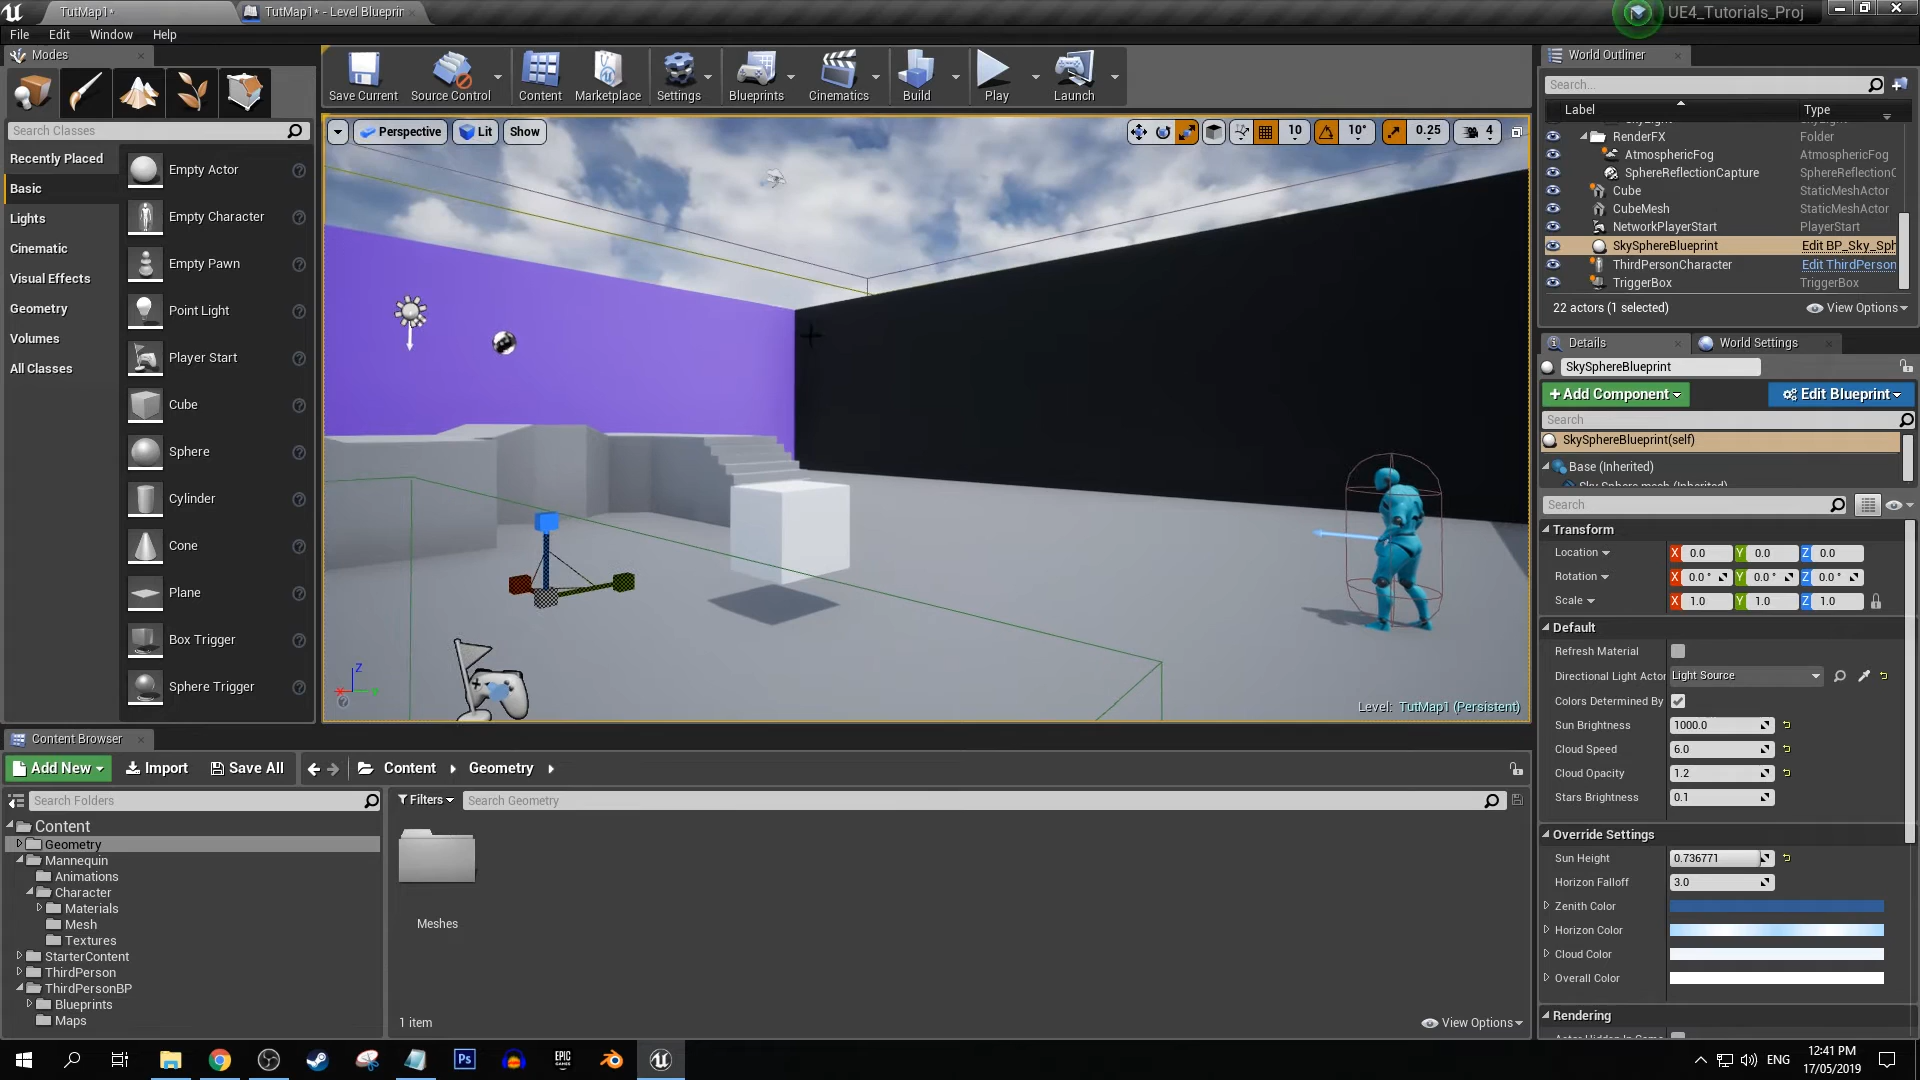 TutMap1*
TutMap1* - Level Blueprin
UE4_Tutorials_Proj
File Edit Window Help
Modes
Search Classes
Recently Placed
Basic
Lights
Cinematic
Visual Effects
Geometry
Volumes
All Classes
Empty Actor
Empty Character
Empty Pawn
Point Light
Player Start
Cube
Sphere
Cylinder
Cone
Plane
Box Trigger
Sphere Trigger
Save Current Source Control Content Marketplace Settings Blueprints Cinematics Build Play Launch
Perspective Lit Show
10 10° 0.25 4
Z
Level: TutMap1 (Persistent)
World Outliner
Search...
Label Type
RenderFX Folder
AtmosphericFog AtmosphericFog
SphereReflectionCapture SphereReflectionC
Cube StaticMeshActor
CubeMesh StaticMeshActor
NetworkPlayerStart PlayerStart
SkySphereBlueprint Edit BP_Sky_Sph
ThirdPersonCharacter Edit ThirdPerson
TriggerBox TriggerBox
22 actors (1 selected) View Options
Details World Settings
SkySphereBlueprint
+Add Component Edit Blueprint
Search
SkySphereBlueprint(self)
Base (Inherited)
Sky Sphere mesh (Inherited)
Search
Transform
Location X 0.0 Y 0.0 Z 0.0
Rotation X 0.0 ° Y 0.0 ° Z 0.0 °
Scale X 1.0 Y 1.0 Z 1.0
Default
Refresh Material
Directional Light Actor Light Source
Colors Determined By
Sun Brightness 1000.0
Cloud Speed 6.0
Cloud Opacity 1.2
Stars Brightness 0.1
Override Settings
Sun Height 0.736771
Horizon Falloff 3.0
Zenith Color
Horizon Color
Cloud Color
Overall Color
Rendering
Content Browser
Add New Import Save All Content Geometry
Search Folders
Filters Search Geometry
Content
Geometry
Mannequin
Animations
Character
Materials
Mesh
Textures
StarterContent
ThirdPerson
ThirdPersonBP
Blueprints
Maps
Meshes
1 item View Options
Ps
EPIC GAMES
ENG
12:41 PM
17/05/2019